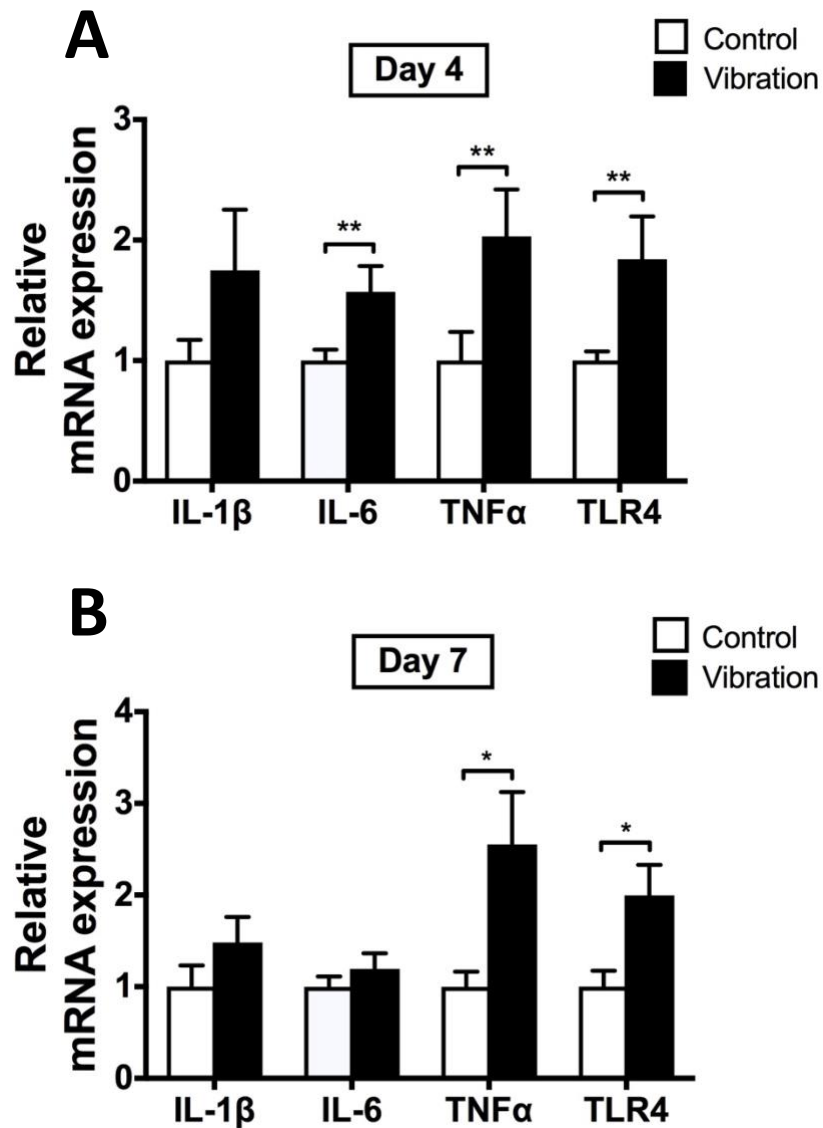 A
Day 4
Control
Vibration
Relative
mRNA expression
3
2
1
0
**
**
**
IL-1β IL-6 TNFα TLR4
B
Day 7
Control
Vibration
Relative
mRNA expression
4
3
2
1
0
*
*
IL-1β IL-6 TNFα TLR4